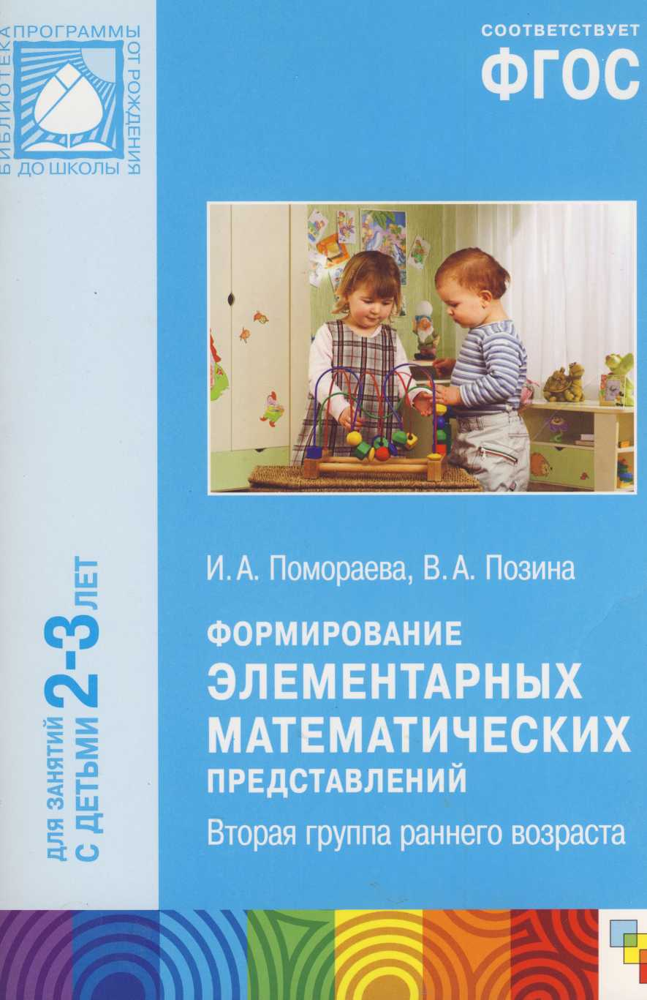 БИБЛИОТЕКА
ПРОГРАММЫ
ОТ РОЖДЕНИЯ
ДО ШКОЛЫ
СООТВЕТСТВУЕТ
ФГОС
И. А. Помораева, В. А. Позина
ФОРМИРОВАНИЕ
ЭЛЕМЕНТАРНЫХ
МАТЕМАТИЧЕСКИХ
ПРЕДСТАВЛЕНИЙ
Вторая группа раннего возраста
ДЛЯ ЗАНЯТИЙ
С ДЕТЬМИ 2-3 ЛЕТ